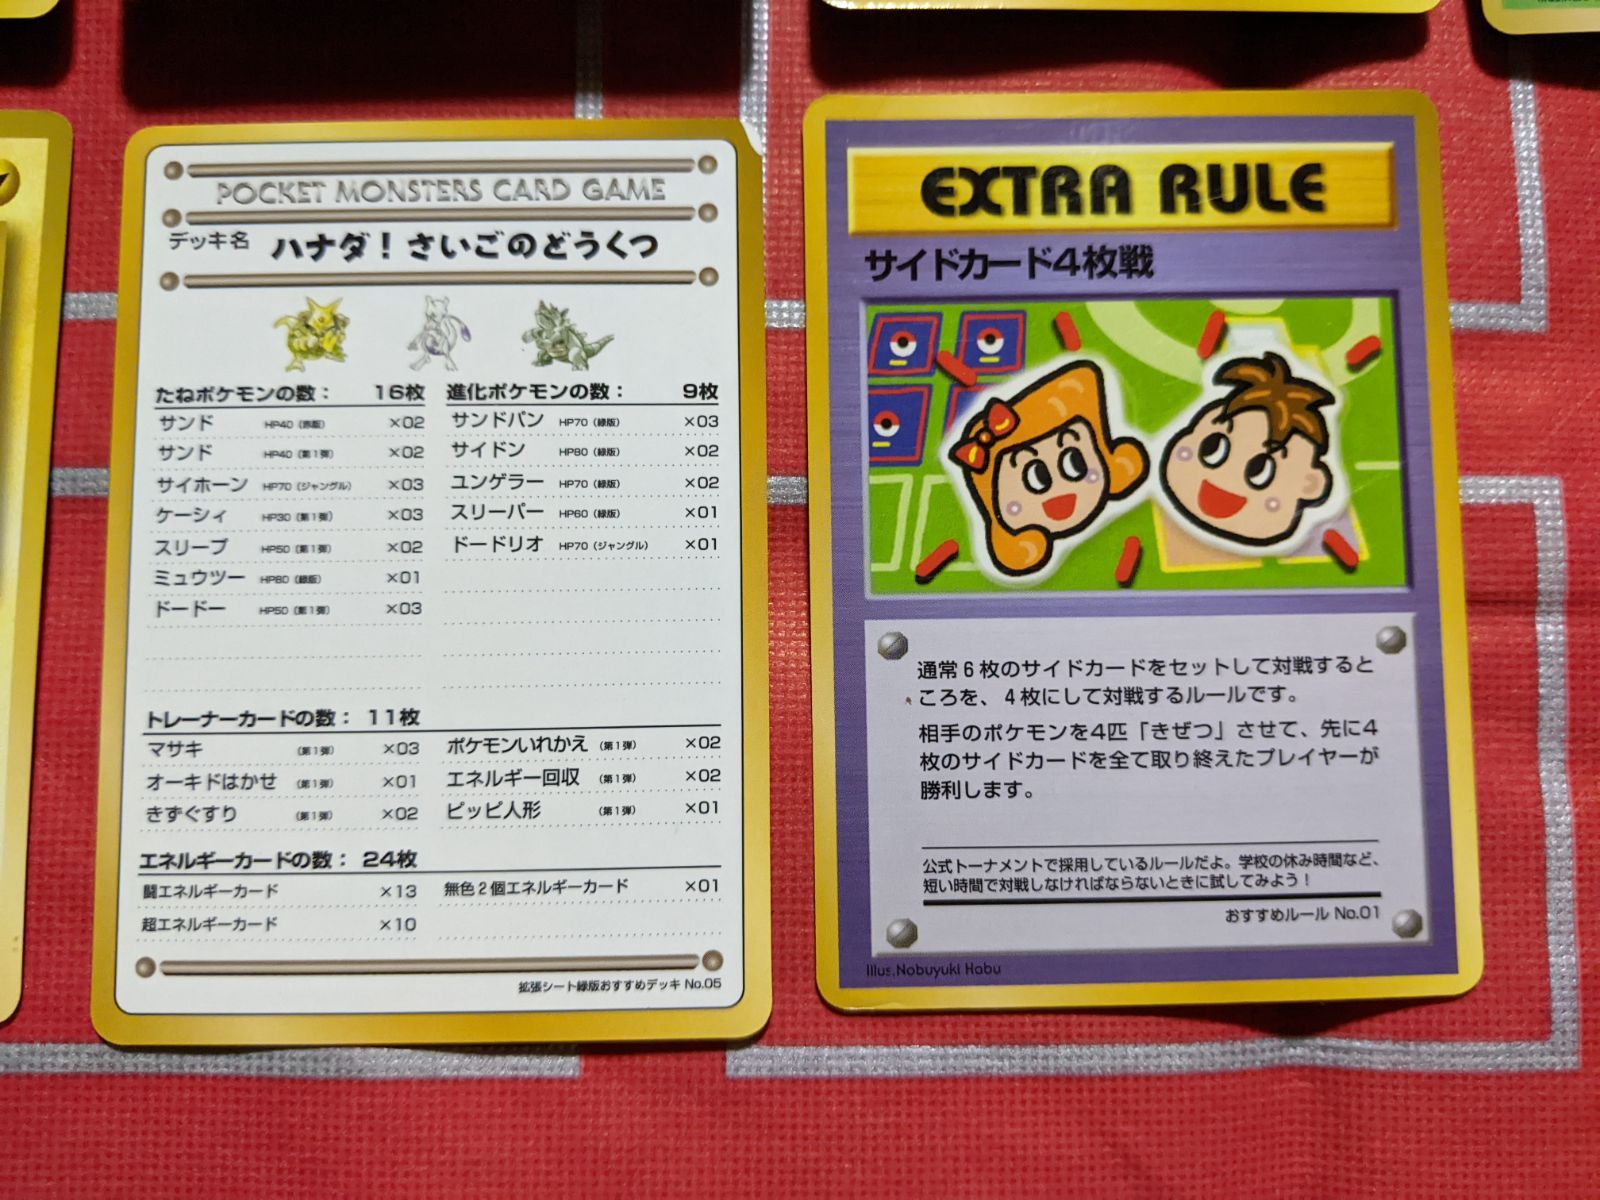 POCKET MONSTERS CARD GAME
デッキ名 ハナダ！さいごのどうくつ
たねポケモンの数： 16枚
サンド HP40（赤版） ×02
サンド HP40（第1弾） ×02
サイホーン HP70（ジャングル） ×03
ケーシィ HP30（第1弾） ×03
スリープ HP50（第1弾） ×02
ミュウツー HP80（緑版） ×01
ドードー HP50（第1弾） ×03
進化ポケモンの数： 9枚
サンドパン HP70（緑版） ×03
サイドン HP80（緑版） ×02
ユンゲラー HP70（緑版） ×02
スリーパー HP60（緑版） ×01
ドードリオ HP70（ジャングル） ×01
トレーナーカードの数： 11枚
マサキ （第1弾） ×03
オーキドはかせ （第1弾） ×01
きずぐすり （第1弾） ×02
ポケモンいれかえ （第1弾） ×02
エネルギー回収 （第1弾） ×02
ピッピ人形 （第1弾） ×01
エネルギーカードの数： 24枚
闘エネルギーカード ×13
超エネルギーカード ×10
無色2個エネルギーカード ×01
拡張シート緑版おすすめデッキ No.05
EXTRA RULE
サイドカード4枚戦
通常6枚のサイドカードをセットして対戦すると
ころを、4枚にして対戦するルールです。
相手のポケモンを4匹「きぜつ」させて、先に4
枚のサイドカードを全て取り終えたプレイヤーが
勝利します。
公式トーナメントで採用しているルールだよ。学校の休み時間など、
短い時間で対戦しなければならないときに試してみよう！
おすすめルール No.01
Illus.Nobuyuki Habu